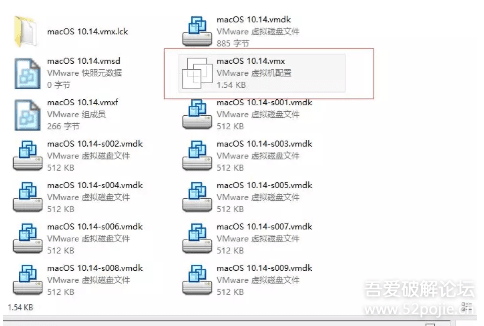 macOS 10.14.vmx.lck
macOS 10.14.vmdk
VMware 虚拟磁盘文件
885 字节
macOS 10.14.vmsd
VMware 快照元数据
0 字节
macOS 10.14.vmx
VMware 虚拟机配置
1.54 KB
macOS 10.14.vmxf
VMware 组成员
266 字节
macOS 10.14-s001.vmdk
VMware 虚拟磁盘文件
512 KB
macOS 10.14-s002.vmdk
VMware 虚拟磁盘文件
512 KB
macOS 10.14-s003.vmdk
VMware 虚拟磁盘文件
512 KB
macOS 10.14-s004.vmdk
VMware 虚拟磁盘文件
512 KB
macOS 10.14-s005.vmdk
VMware 虚拟磁盘文件
512 KB
macOS 10.14-s006.vmdk
VMware 虚拟磁盘文件
512 KB
macOS 10.14-s007.vmdk
VMware 虚拟磁盘文件
512 KB
macOS 10.14-s008.vmdk
VMware 虚拟磁盘文件
512 KB
macOS 10.14-s009.vmdk
VMware 虚拟磁盘文件
512 KB
1.54 KB
吾爱破解论坛
www.52pojie.cn